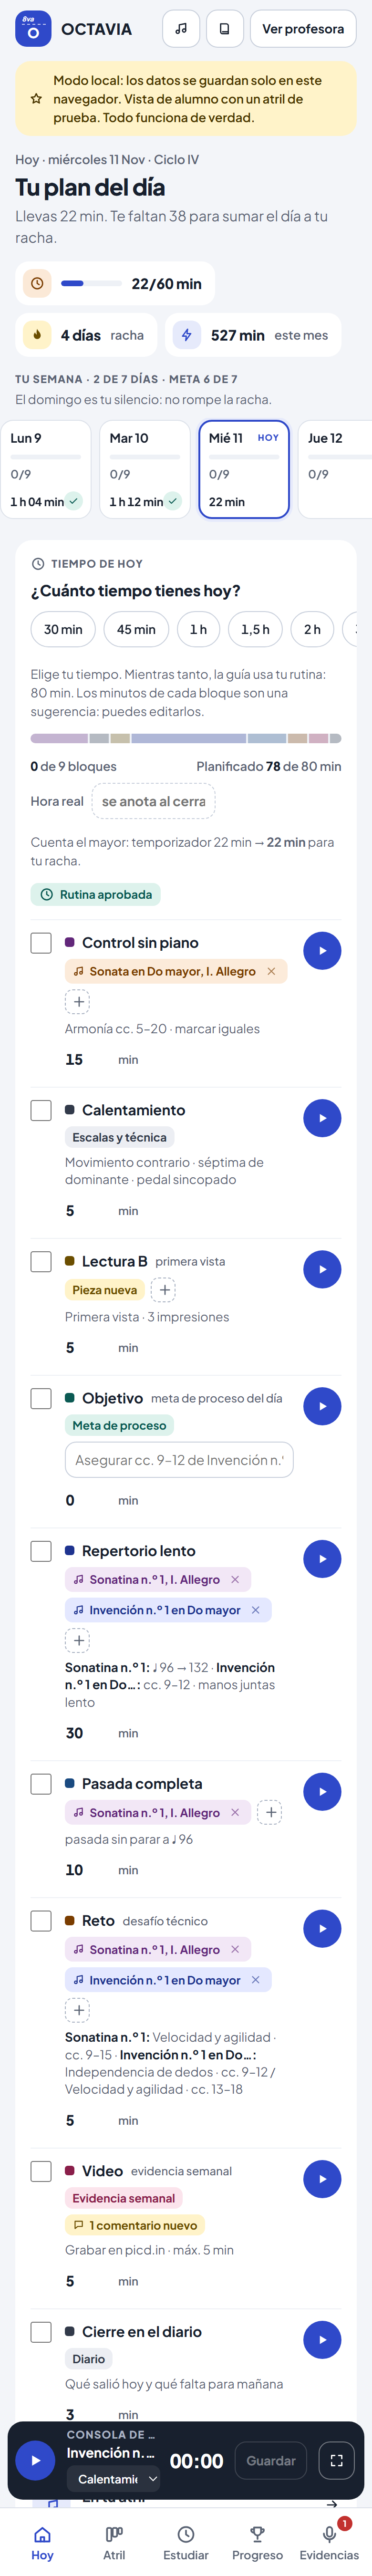 8va
OCTAVIA
Ver profesora
Modo local: los datos se guardan solo en este
navegador. Vista de alumno con un atril de
prueba. Todo funciona de verdad.
Hoy · miércoles 11 Nov · Ciclo IV
Tu plan del día
Llevas 22 min. Te faltan 38 para sumar el día a tu
racha.
22/60 min
4 días racha
527 min este mes
TU SEMANA · 2 DE 7 DÍAS · META 6 DE 7
El domingo es tu silencio: no rompe la racha.
Lun 9
0/9
1 h 04 min
Mar 10
0/9
1 h 12 min
Mié 11 HOY
0/9
22 min
Jue 12
0/9
TIEMPO DE HOY
¿Cuánto tiempo tienes hoy?
30 min
45 min
1 h
1,5 h
2 h
Elige tu tiempo. Mientras tanto, la guía usa tu rutina:
80 min. Los minutos de cada bloque son una
sugerencia: puedes editarlos.
0 de 9 bloques
Planificado 78 de 80 min
Hora real
se anota al cerra
Cuenta el mayor: temporizador 22 min → 22 min para
tu racha.
Rutina aprobada
Control sin piano
Sonata en Do mayor, I. Allegro ×
+
Armonía cc. 5–20 · marcar iguales
15 min
Calentamiento
Escalas y técnica
Movimiento contrario · séptima de
dominante · pedal sincopado
5 min
Lectura B primera vista
Pieza nueva
+
Primera vista · 3 impresiones
5 min
Objetivo meta de proceso del día
Meta de proceso
Asegurar cc. 9–12 de Invención n.º
0 min
Repertorio lento
Sonatina n.º 1, I. Allegro ×
Invención n.º 1 en Do mayor ×
+
Sonatina n.º 1: ♩ 96 → 132 · Invención
n.º 1 en Do…: cc. 9–12 · manos juntas
lento
30 min
Pasada completa
Sonatina n.º 1, I. Allegro ×
+
pasada sin parar a ♩ 96
10 min
Reto desafío técnico
Sonatina n.º 1, I. Allegro ×
Invención n.º 1 en Do mayor ×
+
Sonatina n.º 1: Velocidad y agilidad ·
cc. 9–15 · Invención n.º 1 en Do…:
Independencia de dedos · cc. 9–12 /
Velocidad y agilidad · cc. 13–18
5 min
Video evidencia semanal
Evidencia semanal
1 comentario nuevo
Grabar en picd.in · máx. 5 min
5 min
Cierre en el diario
Diario
Qué salió hoy y qué falta para mañana
3 min
CONSOLA DE …
Invención n.…
Calentamie
00:00
Guardar
En tu atril
Hoy
Atril
Estudiar
Progreso
1
Evidencias